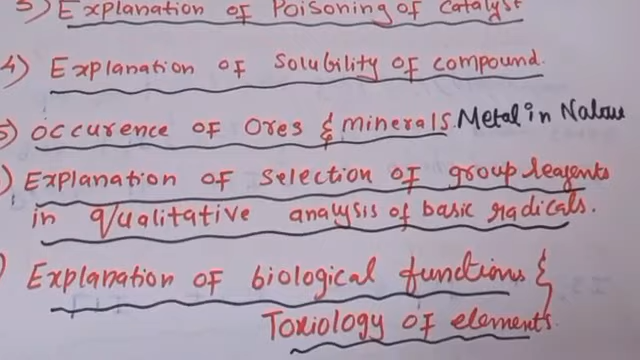 3) Explanation of Poisoning of Catalyst
4) Explanation of Solubility of compound.
5) Occurence of Ores & minerals. Metal in Nature
) Explanation of selection of group reagents
in qualitative analysis of basic radicals.
) Explanation of biological functions &
Toxiology of elements.